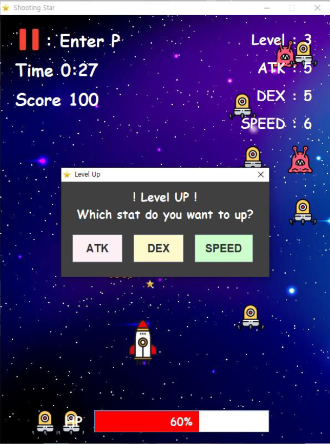 Shooting Star
: Enter P
Level : 3
Time 0:27
ATK : 5
Score 100
DEX : 5
SPEED : 6
Level Up
! Level UP !
Which stat do you want to up?
ATK DEX SPEED
60%